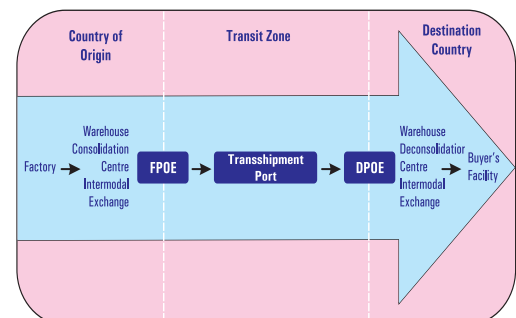 Country of
Origin
Transit Zone
Destination
Country
Factory
Warehouse
Consolidation
Centre
Intermodal
Exchange
FPOE
Transshipment
Port
DPOE
Warehouse
Deconsolidatior
Centre
Intermodal
Exchange
Buyer's
Facility